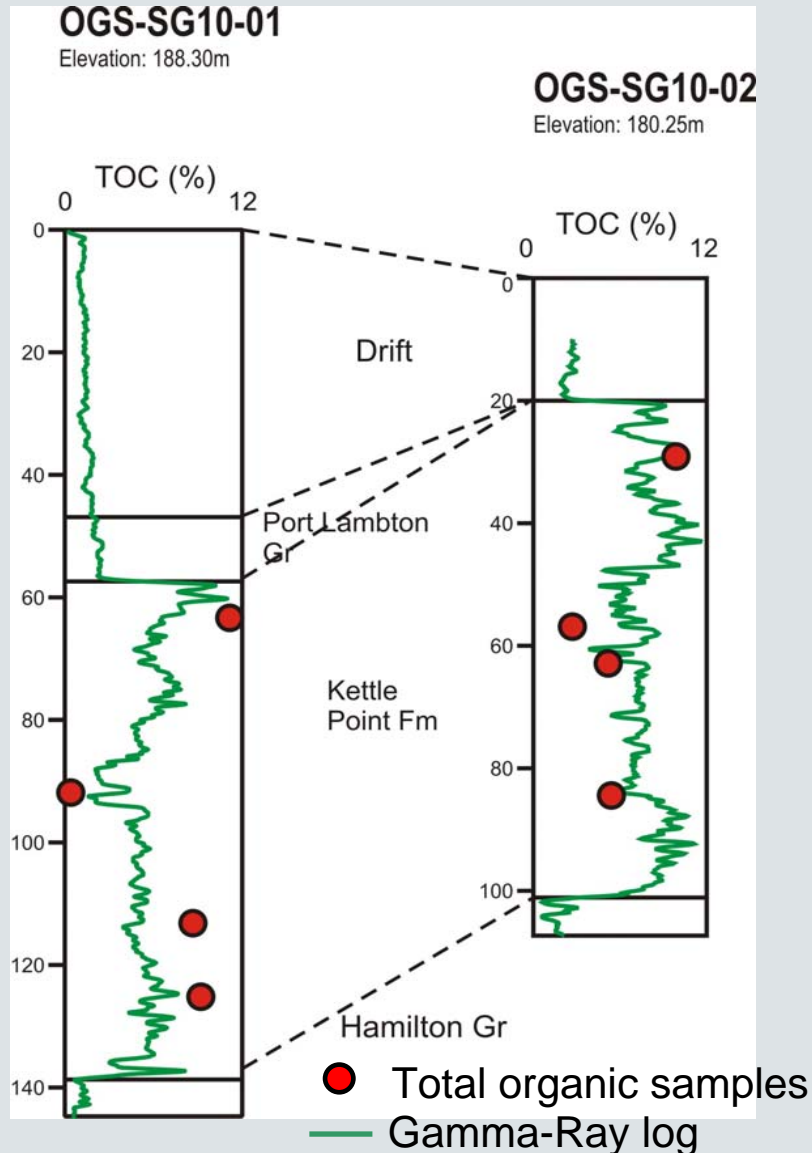 OGS-SG10-01
Elevation: 188.30m
OGS-SG10-02
Elevation: 180.25m
TOC (%)
0 12
TOC (%)
0 12
0
20
40
60
80
100
120
140
0
20
40
60
80
100
Drift
Port Lambton
Gr
Kettle
Point Fm
Hamilton Gr
Total organic samples
Gamma-Ray log